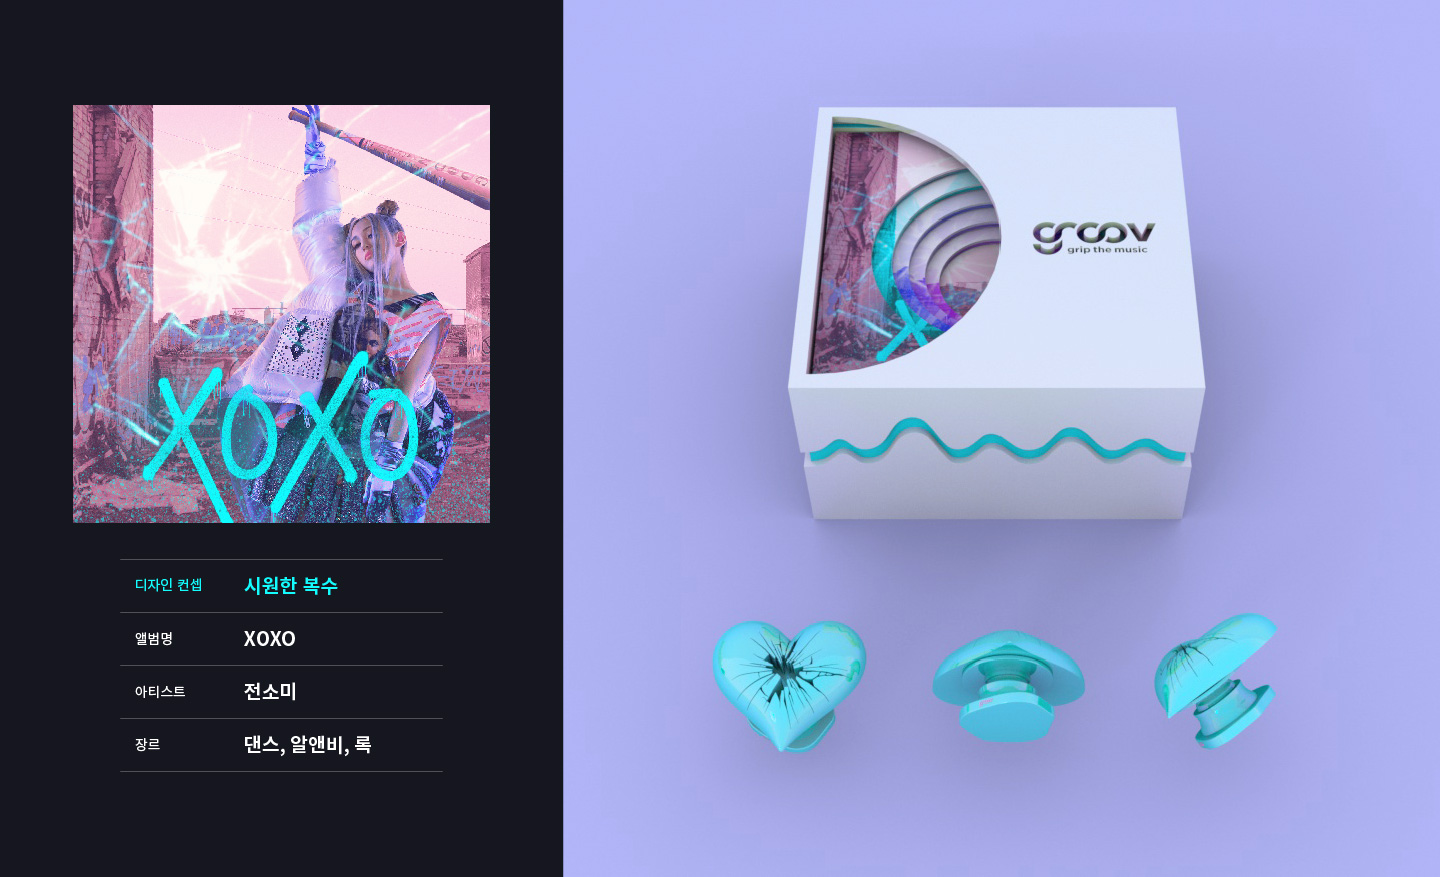 XOXO
디자인 컨셉 시원한 복수
앨범명 XOXO
아티스트 전소미
장르 댄스, 알앤비, 록
groov
grip the music
X